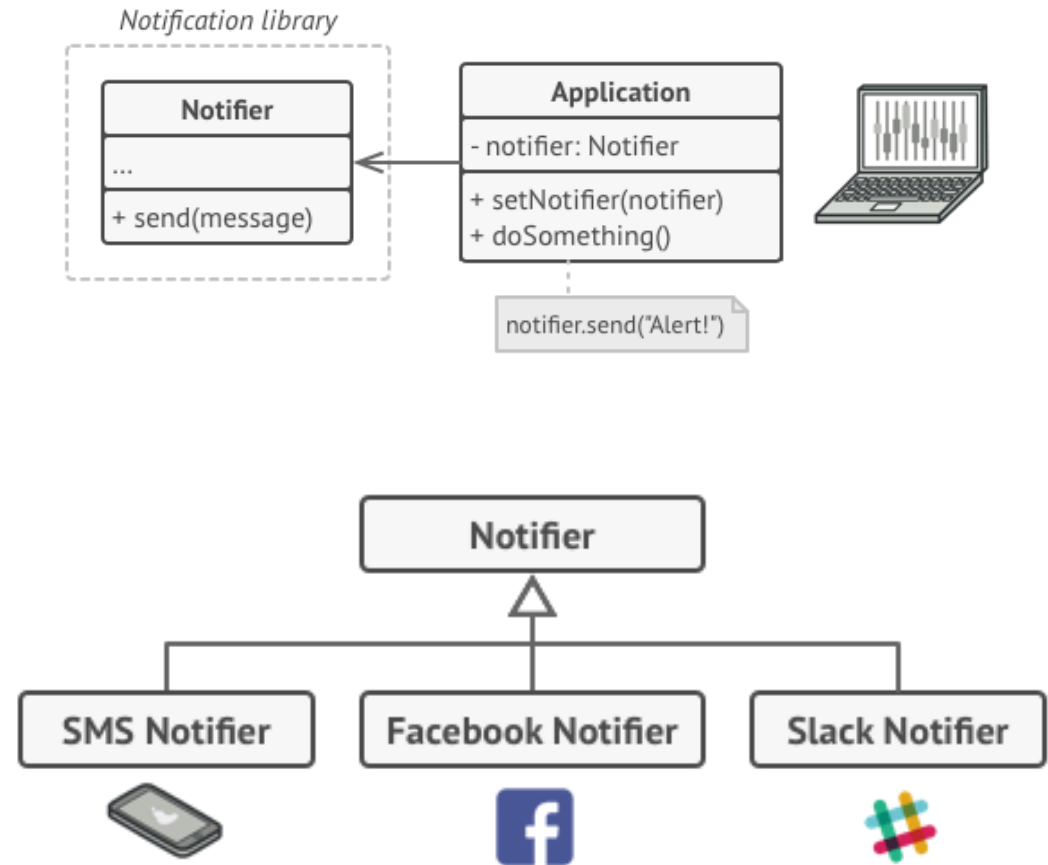 Notification library
Notifier
...
+ send(message)
Application
- notifier: Notifier
+ setNotifier(notifier)
+ doSomething()
notifier.send("Alert!")
Notifier
SMS Notifier
Facebook Notifier
Slack Notifier
f